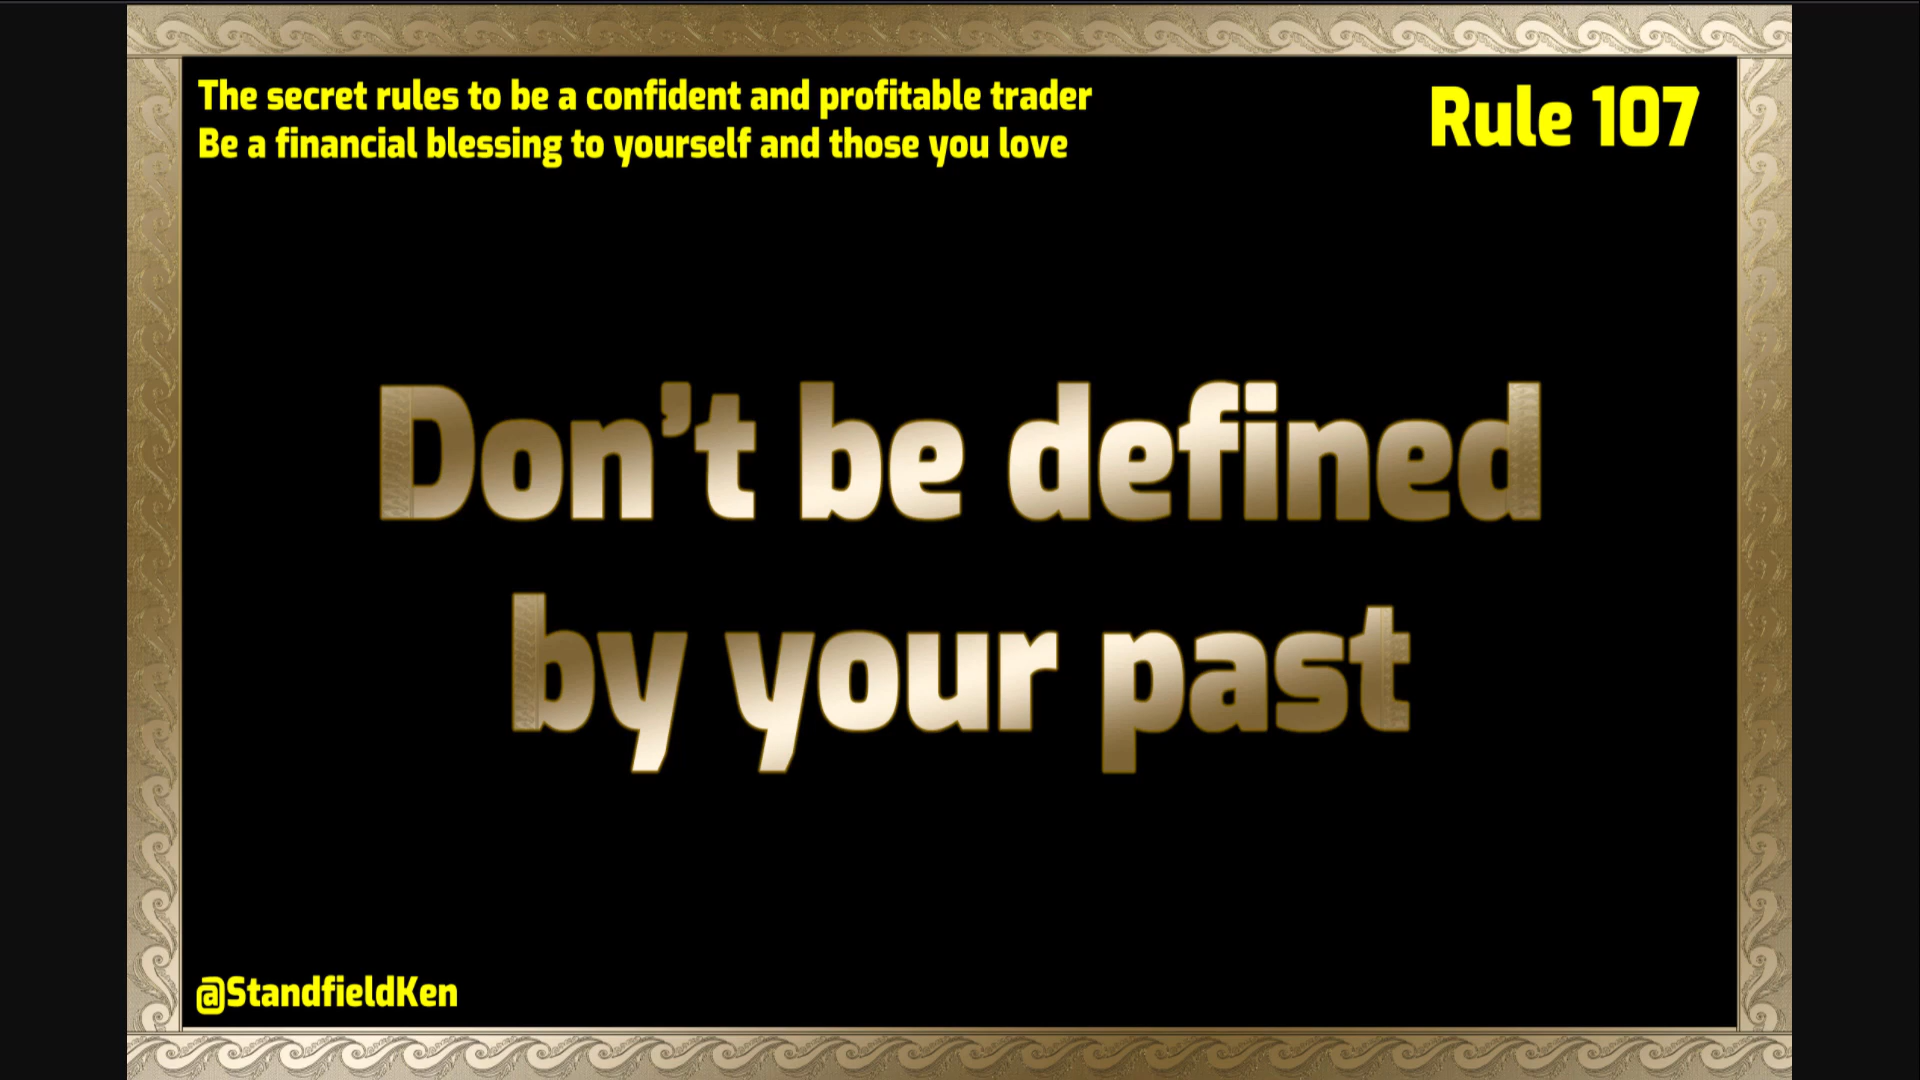 The secret rules to be a confident and profitable trader
Be a financial blessing to yourself and those you love
Rule 107
Don’t be defined
by your past
@StandfieldKen